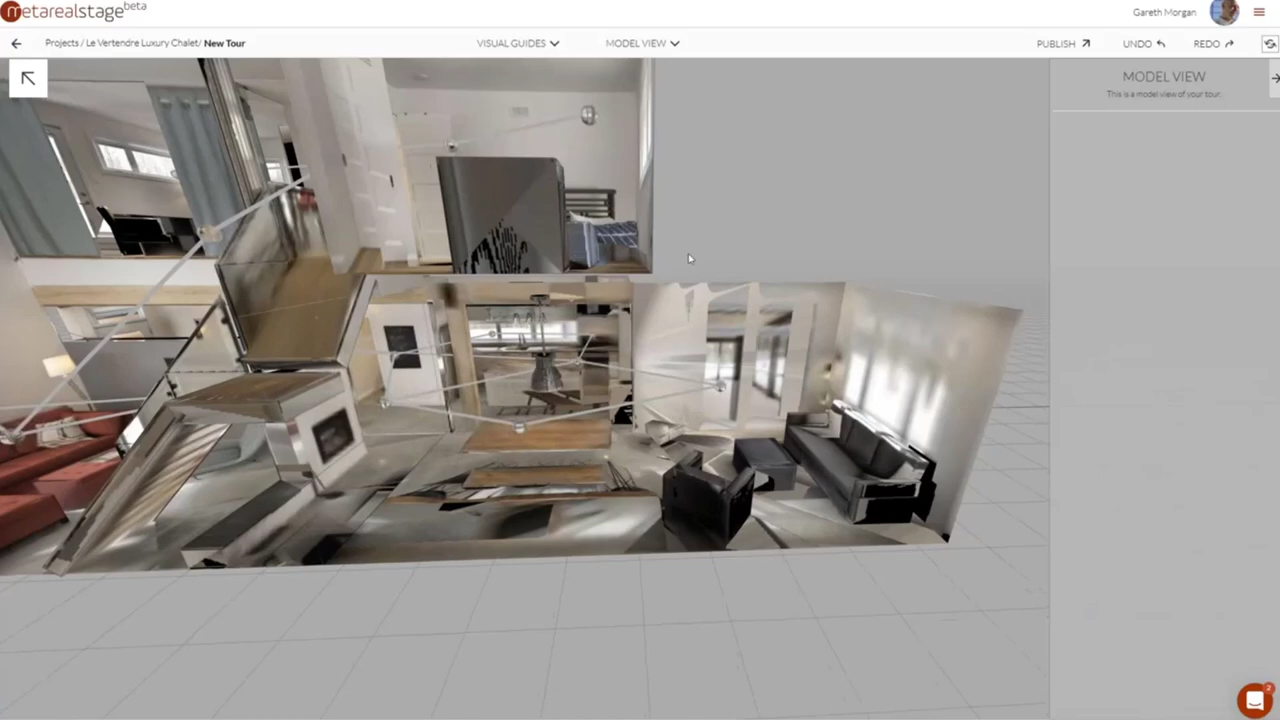 metarealstage beta
Gareth Morgan
Projects / Le Vertendre Luxury Chalet/ New Tour
VISUAL GUIDES
MODEL VIEW
PUBLISH
UNDO
REDO
MODEL VIEW
This is a model view of your tour.
2